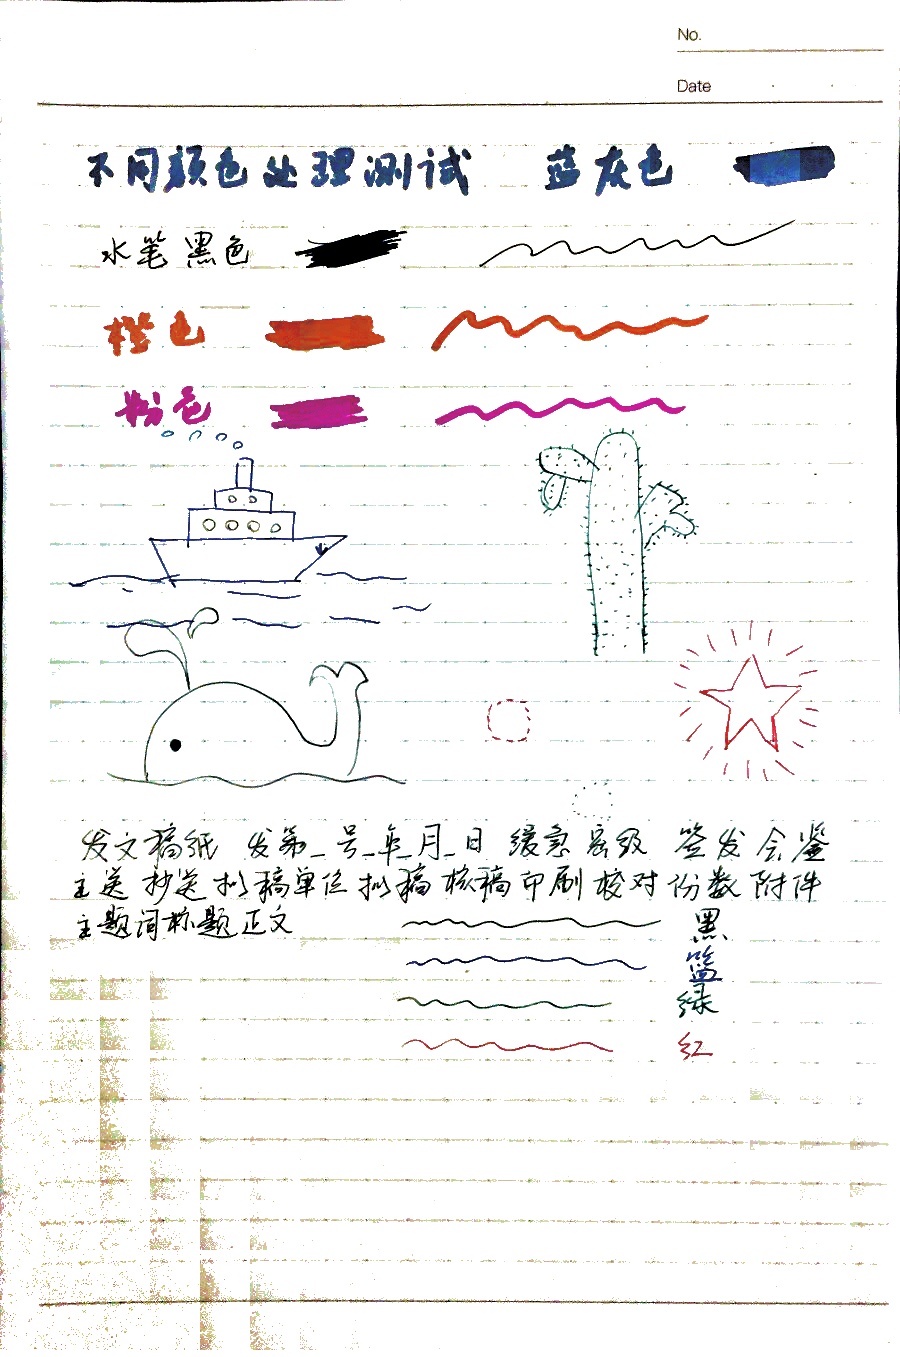 No.
Date
不同颜色处理测试 蓝灰色
水笔黑色
橙色
粉色
发文稿纸 发第_号_年_月_日 缓急 密级 签发 会鉴
主送 抄送 拟稿单位 拟稿 核稿 印刷 校对 份数 附件
主题词标题正文
黑
篮
绿
红